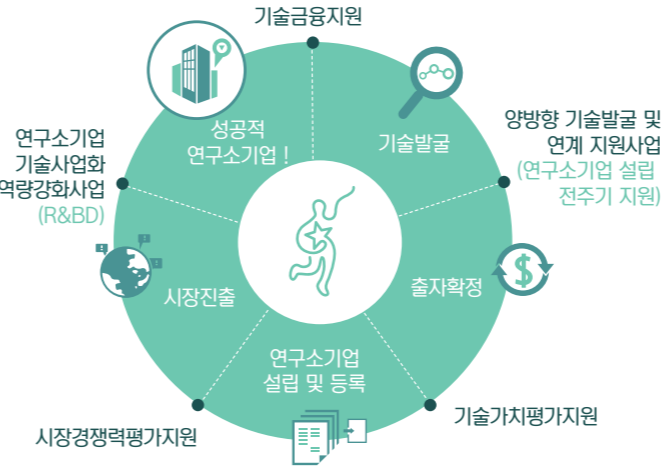 기술금융지원
성공적
연구소기업 !
기술발굴
양방향 기술발굴 및
연계 지원사업
(연구소기업 설립
전주기 지원)
연구소기업
기술사업화
역량강화사업
(R&BD)
시장진출
출자확정
연구소기업
설립 및 등록
기술가치평가지원
시장경쟁력평가지원